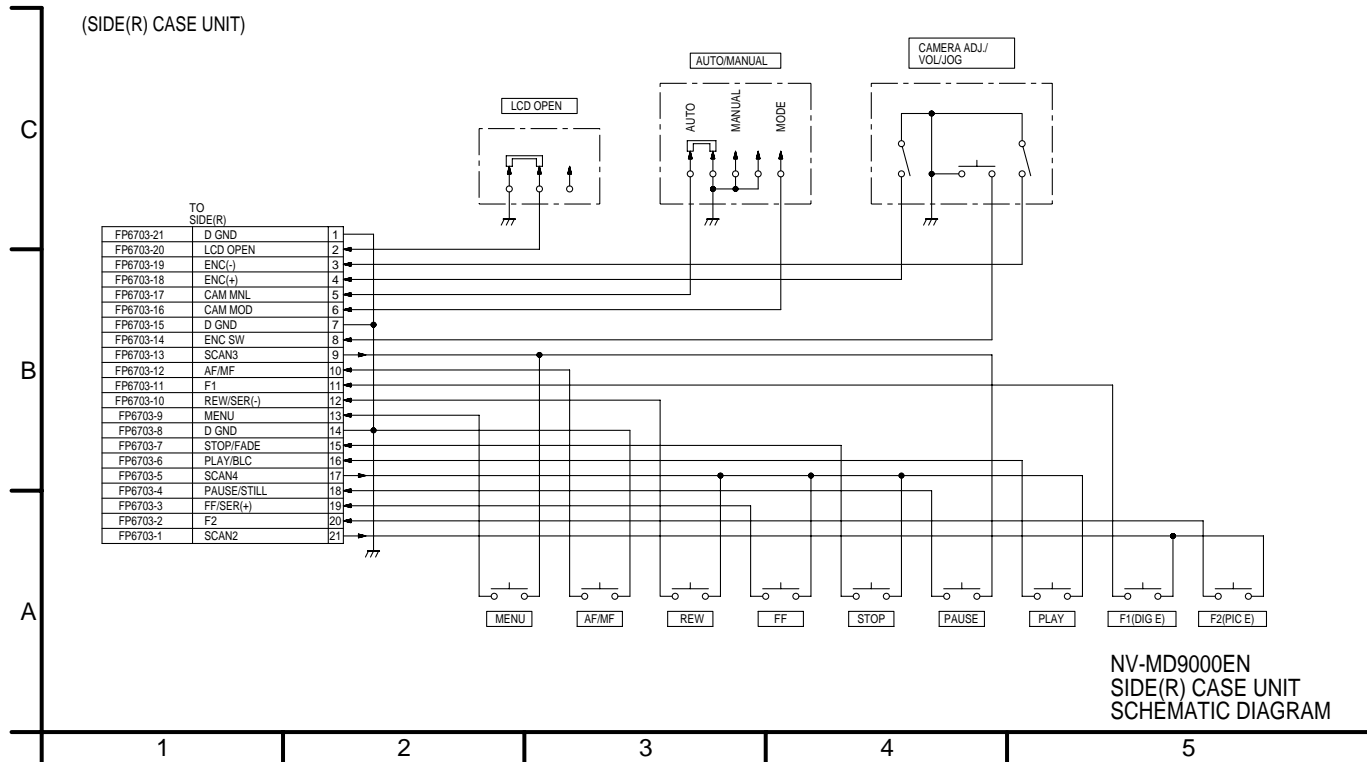 (SIDE(R) CASE UNIT)
CAMERA ADJ./
VOL/JOG
AUTO/MANUAL
LCD OPEN
AUTO
MANUAL
MODE
C
TO
SIDE(R)
FP6703-21 D GND 1
FP6703-20 LCD OPEN 2
FP6703-19 ENC(-) 3
FP6703-18 ENC(+) 4
FP6703-17 CAM MNL 5
FP6703-16 CAM MOD 6
FP6703-15 D GND 7
FP6703-14 ENC SW 8
FP6703-13 SCAN3 9
B
FP6703-12 AF/MF 10
FP6703-11 F1 11
FP6703-10 REW/SER(-) 12
FP6703-9 MENU 13
FP6703-8 D GND 14
FP6703-7 STOP/FADE 15
FP6703-6 PLAY/BLC 16
FP6703-5 SCAN4 17
FP6703-4 PAUSE/STILL 18
FP6703-3 FF/SER(+) 19
FP6703-2 F2 20
FP6703-1 SCAN2 21
A
MENU AF/MF REW FF STOP PAUSE PLAY F1(DIG E) F2(PIC E)
NV-MD9000EN
SIDE(R) CASE UNIT
SCHEMATIC DIAGRAM
1 2 3 4 5